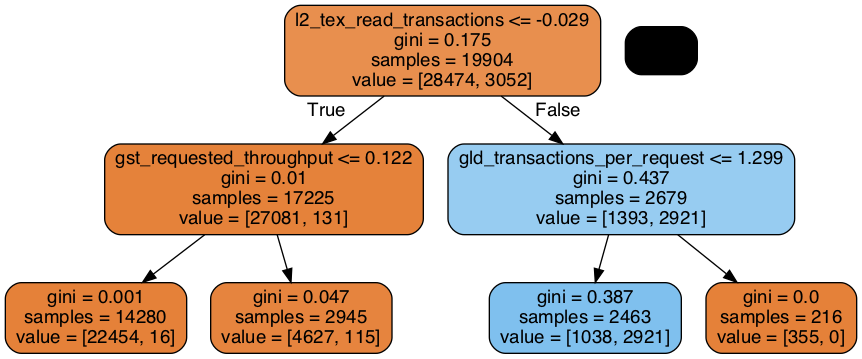 l2_tex_read_transactions <= -0.029
gini = 0.175
samples = 19904
value = [28474, 3052]
True
False
gst_requested_throughput <= 0.122
gini = 0.01
samples = 17225
value = [27081, 131]
gld_transactions_per_request <= 1.299
gini = 0.437
samples = 2679
value = [1393, 2921]
gini = 0.001
samples = 14280
value = [22454, 16]
gini = 0.047
samples = 2945
value = [4627, 115]
gini = 0.387
samples = 2463
value = [1038, 2921]
gini = 0.0
samples = 216
value = [355, 0]